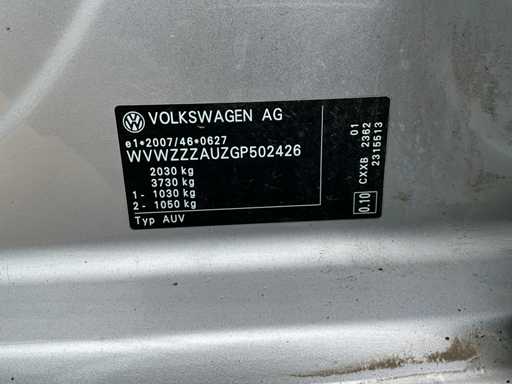 VOLKSWAGEN AG
e1*2007/46*0627
WVWZZZAUZGP502426
2030 kg
3730 kg
1- 1030 kg
2- 1050 kg
Typ AUV
0.10
01
CXXB 2362
2315513